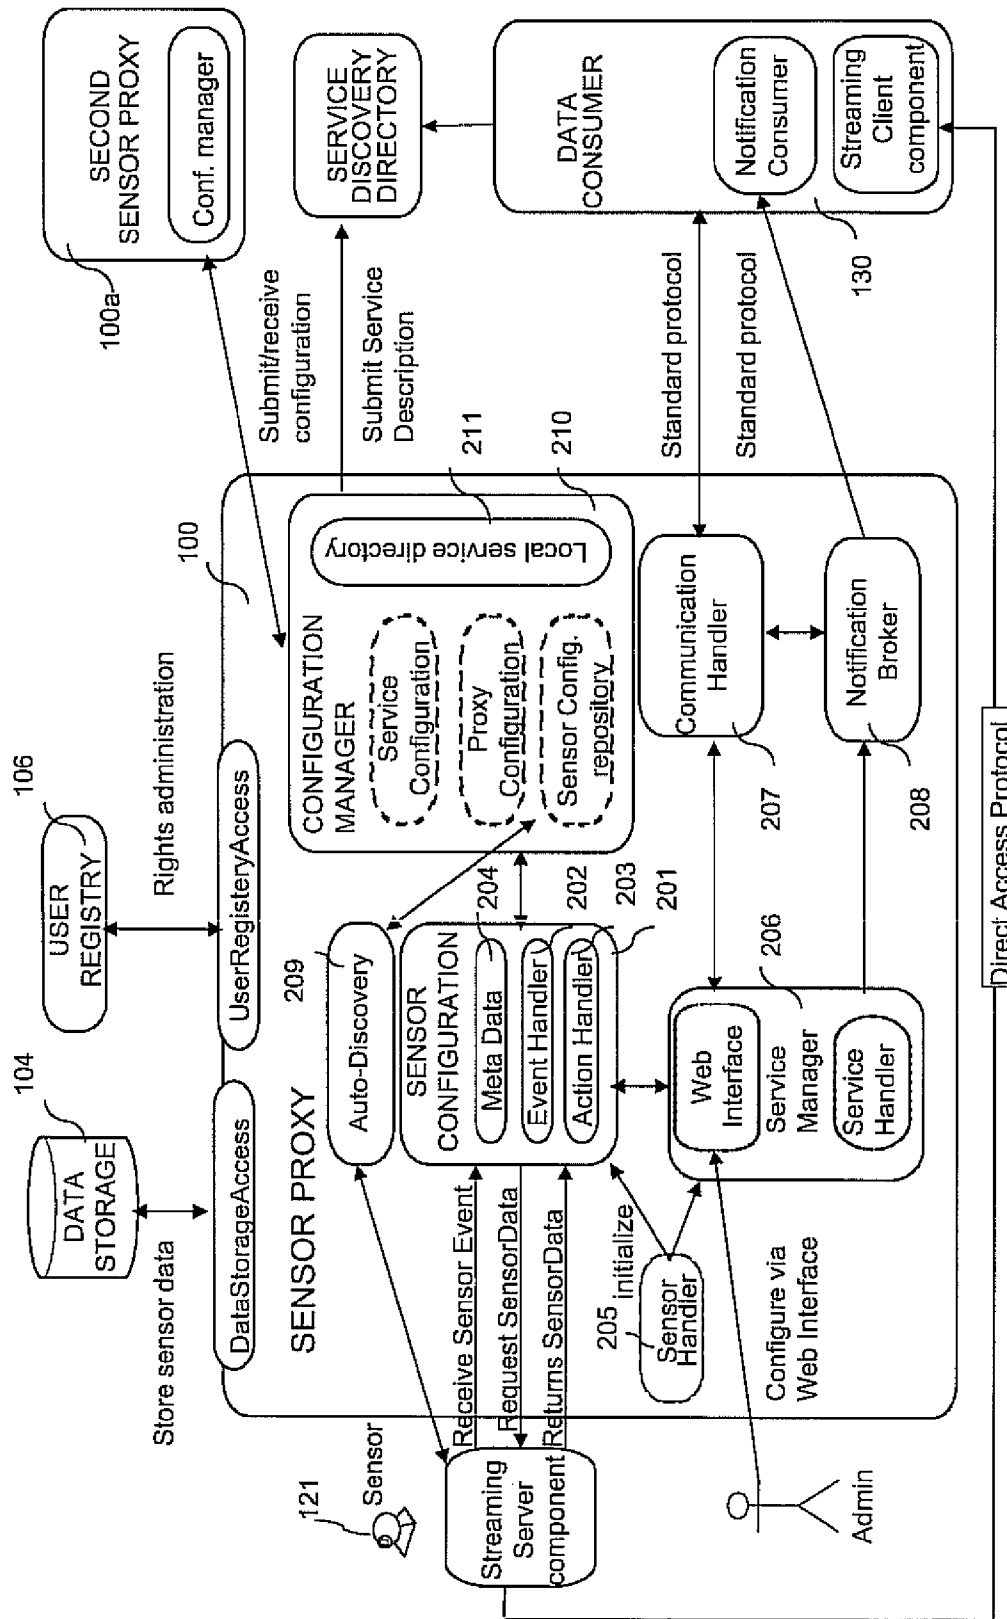 104
DATA
STORAGE
Store sensor data
DataStorageAccess
106
USER
REGISTRY
Rights administration
UserRegisteryAccess
100
SECOND
SENSOR PROXY
Conf. manager
100a
Submit/receive
configuration
SENSOR PROXY
121
Sensor
Streaming
Server
component
Receive Sensor Event
Request SensorData
Returns SensorData
209
Auto-Discovery
SENSOR
CONFIGURATION
Meta Data
Event Handler
Action Handler
204
202
203
201
CONFIGURATION
MANAGER
Service
Configuration
Proxy
Configuration
Sensor Config.
repository
Local service directory
211
210
Submit Service
Description
SERVICE
DISCOVERY
DIRECTORY
205
initialize
Sensor
Handler
Configure via
Web Interface
Admin
Web
Interface
Service
Manager
Service
Handler
206
Communication
Handler
207
Notification
Broker
208
Standard protocol
Standard protocol
DATA
CONSUMER
Notification
Consumer
Streaming
Client
component
130
Direct Access Protocol